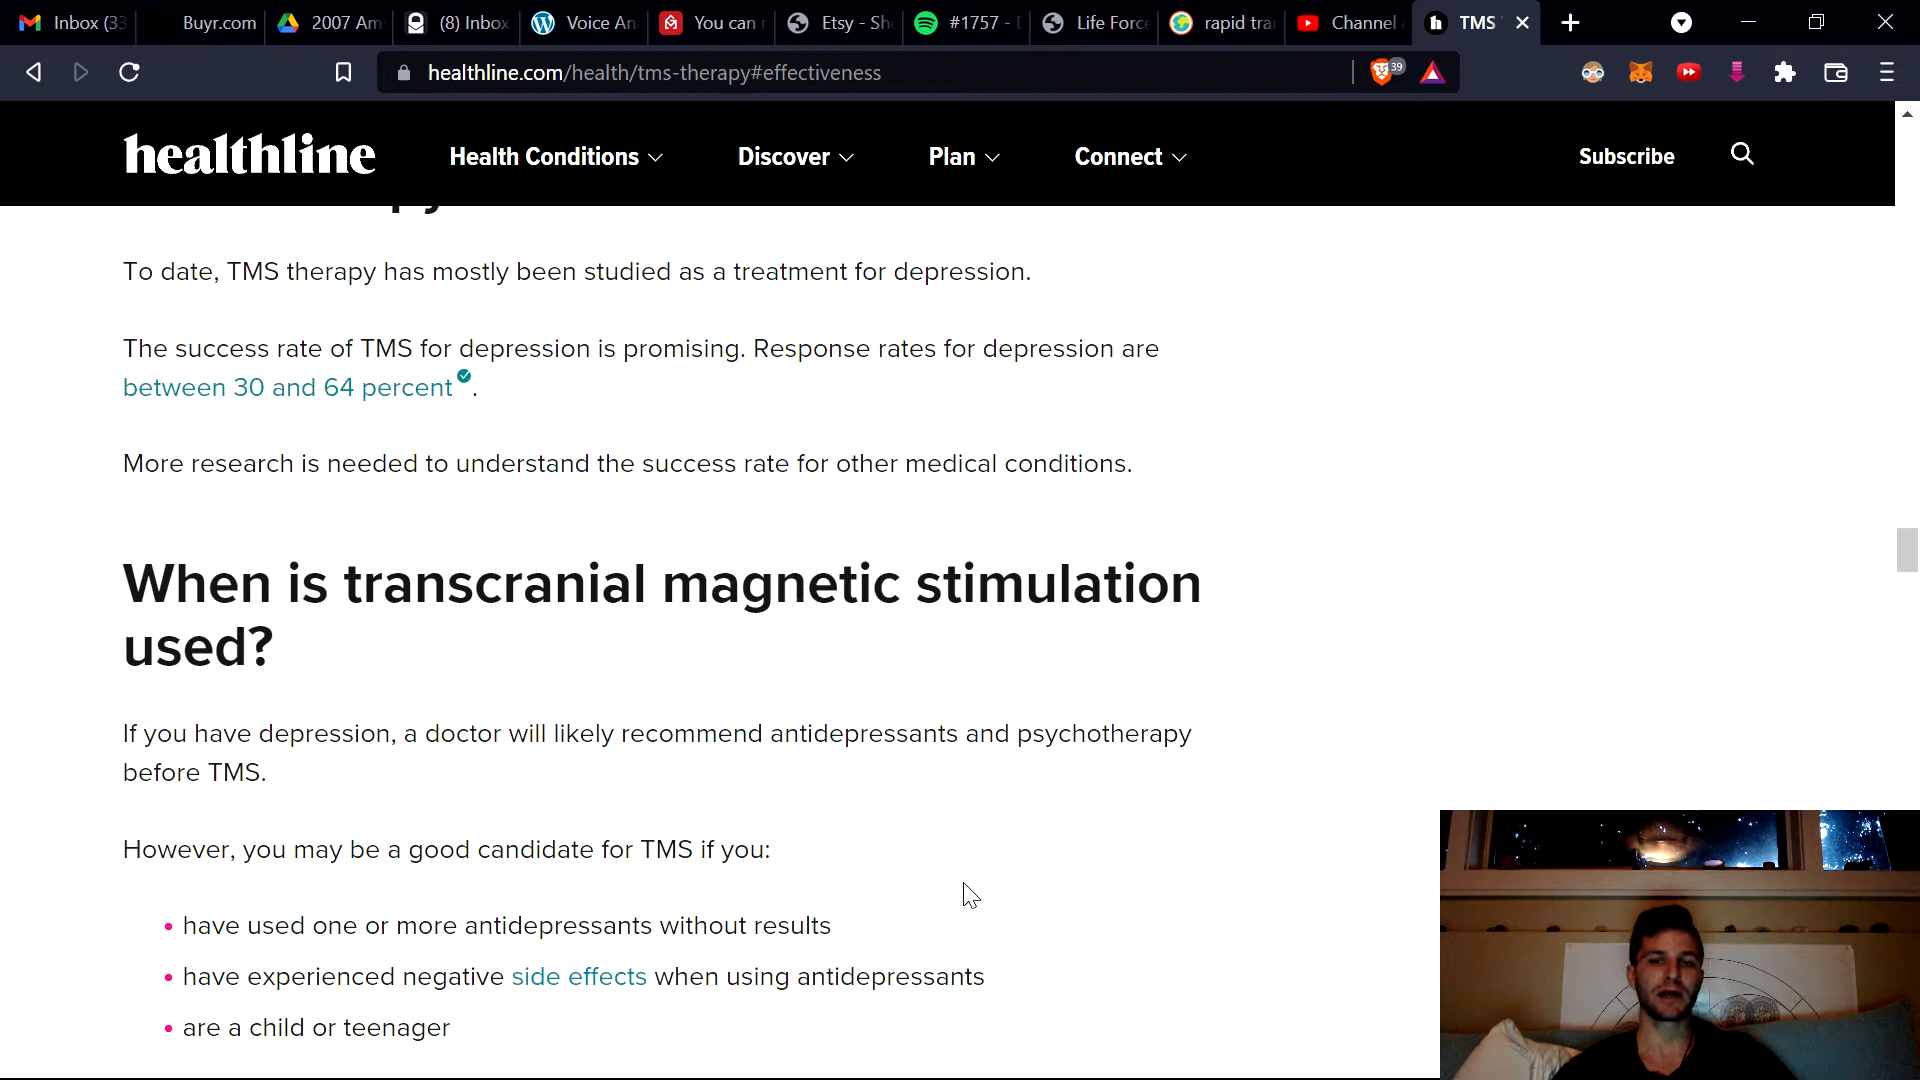 Inbox (33
Buyr.com
2007 Am
(8) Inbox
Voice An
You can
Etsy - Sh
#1757 -
Life Force
rapid tra
Channel
TMS
healthline.com/health/tms-therapy#effectiveness
39
healthline
Health Conditions
Discover
Plan
Connect
Subscribe
To date, TMS therapy has mostly been studied as a treatment for depression.
The success rate of TMS for depression is promising. Response rates for depression are
between 30 and 64 percent.
More research is needed to understand the success rate for other medical conditions.
When is transcranial magnetic stimulation
used?
If you have depression, a doctor will likely recommend antidepressants and psychotherapy
before TMS.
However, you may be a good candidate for TMS if you:
• have used one or more antidepressants without results
• have experienced negative side effects when using antidepressants
• are a child or teenager